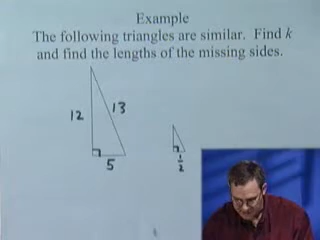 Example
The following triangles are similar. Find k
and find the lengths of the missing sides.
12
13
5
1/2